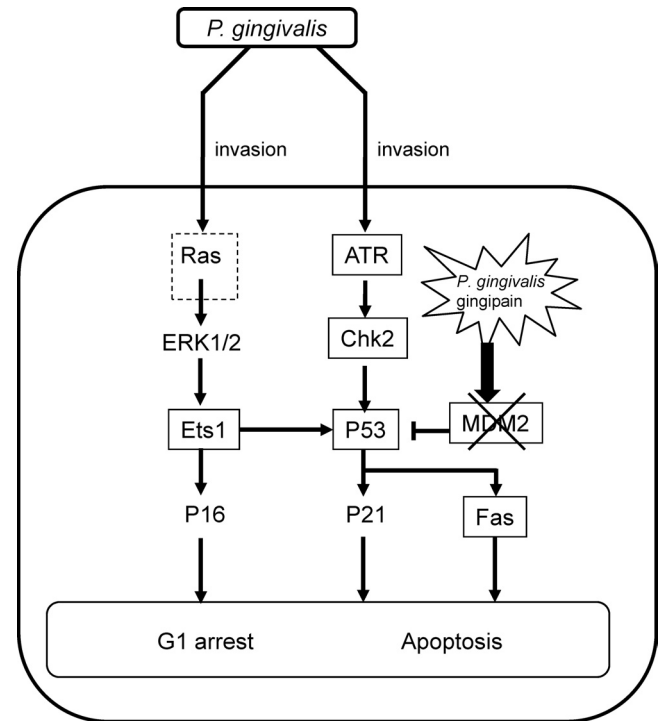 P. gingivalis
invasion
invasion
Ras
ATR
P. gingivalis
gingipain
ERK1/2
Chk2
Ets1
P53
MDM2
P16
P21
Fas
G1 arrest
Apoptosis